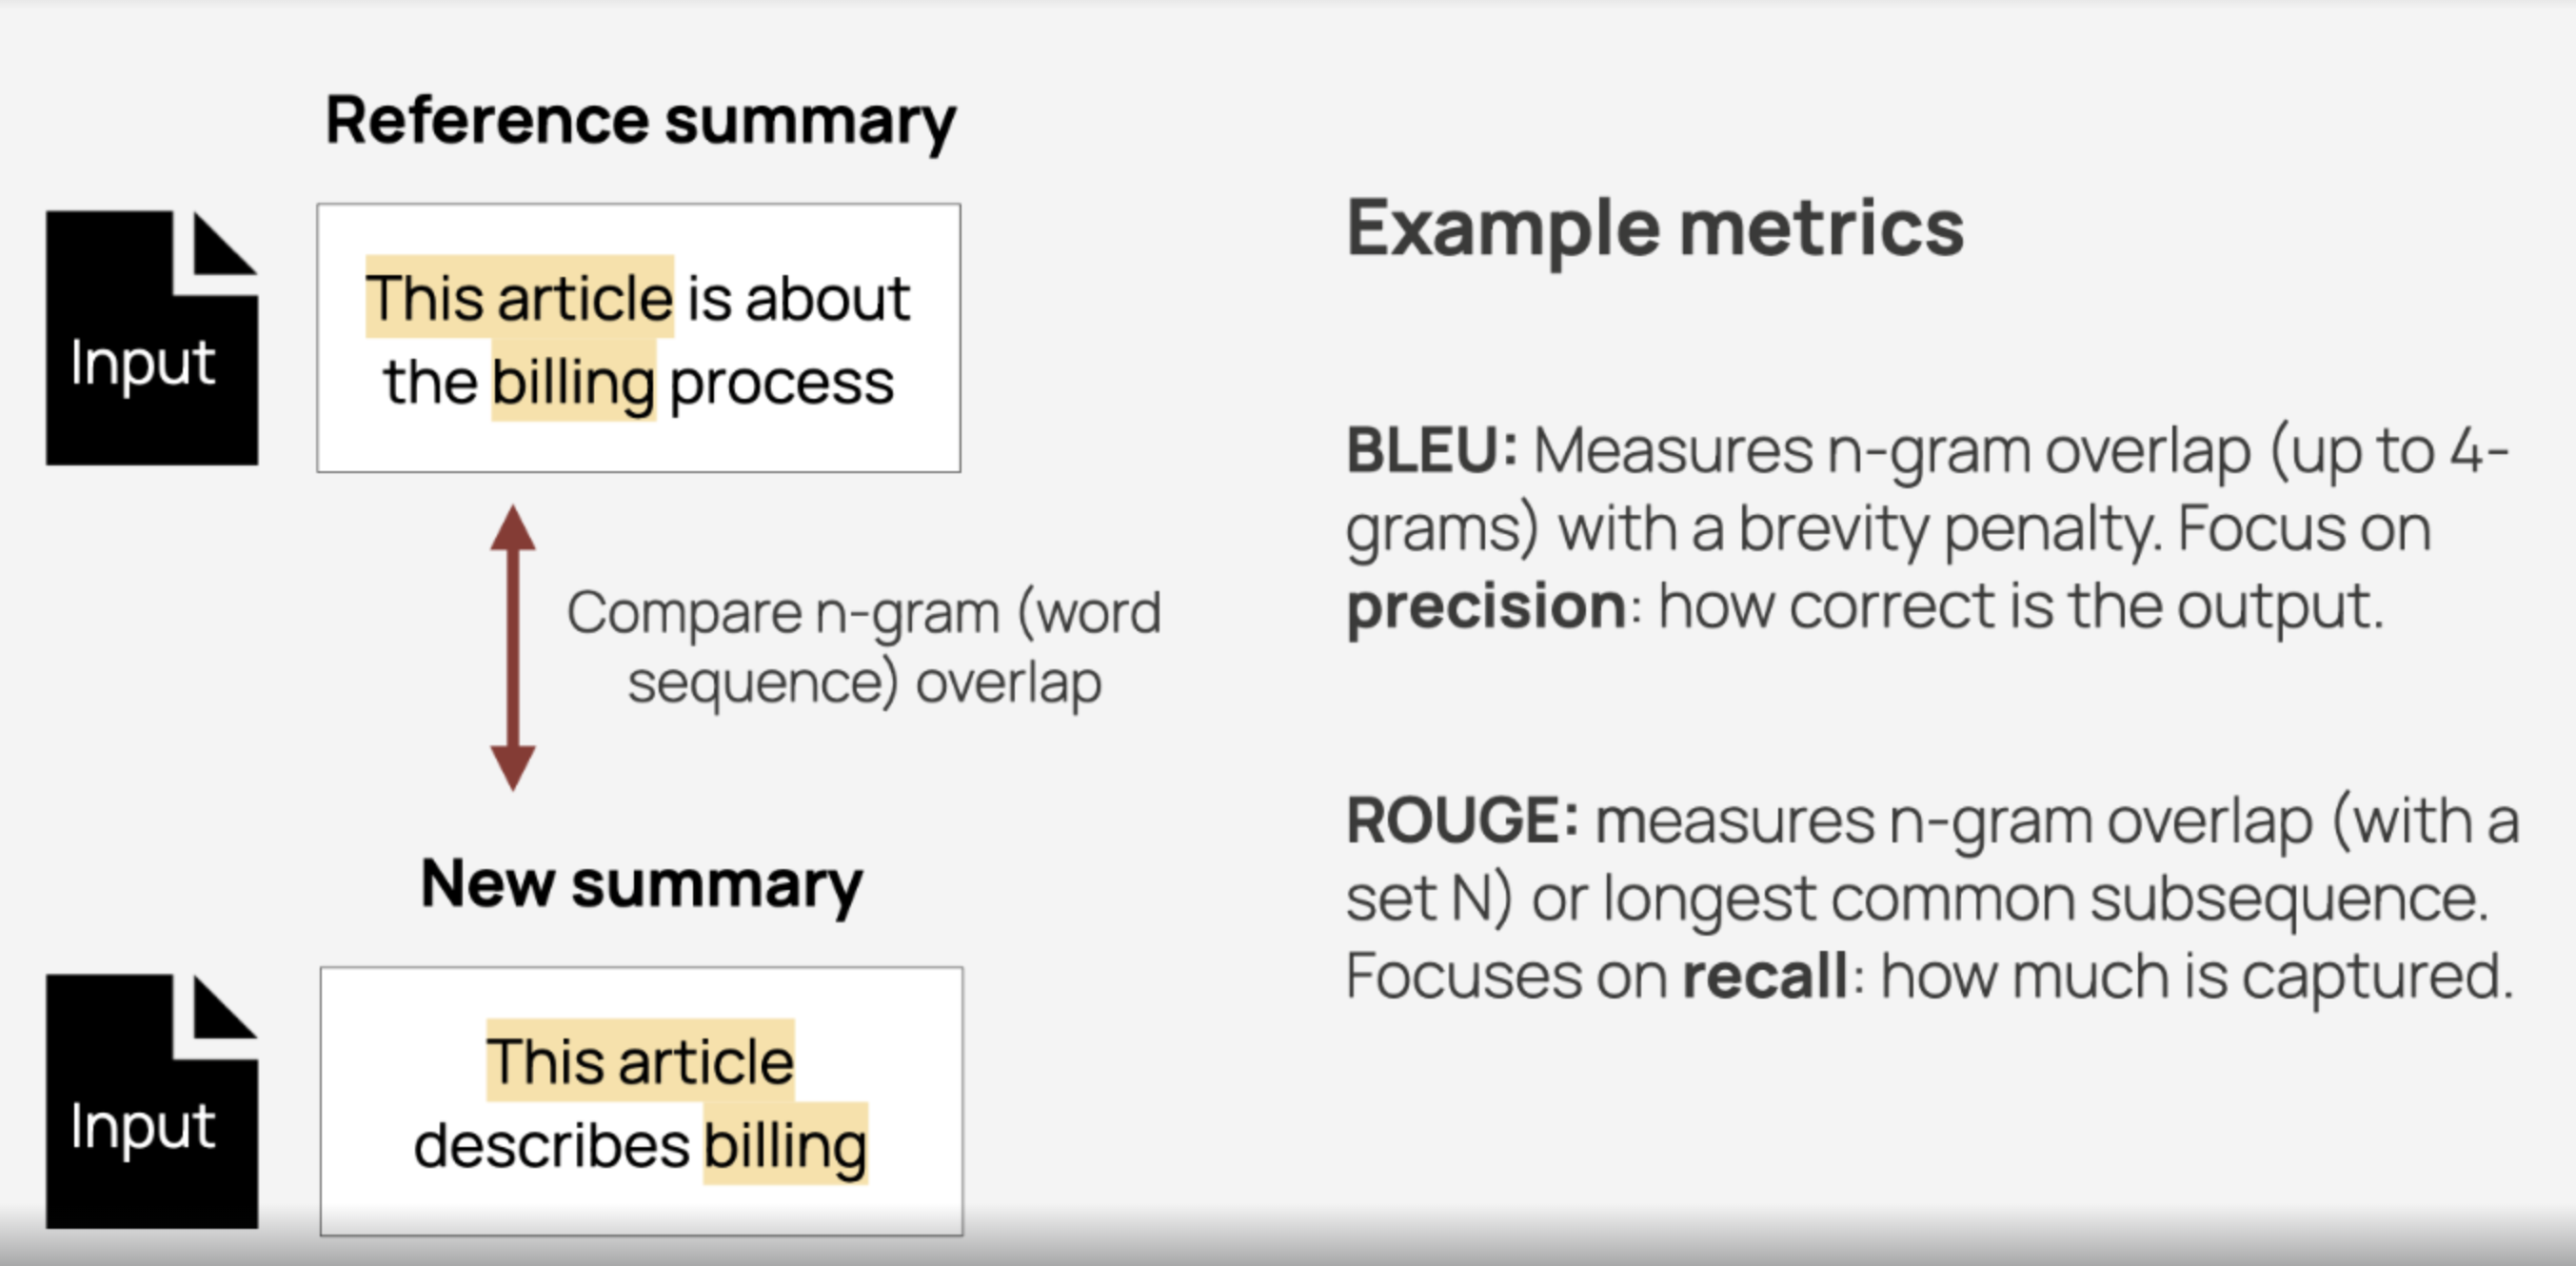 Reference summary
Input
This article is about
the billing process
Compare n-gram (word
sequence) overlap
New summary
Input
This article
describes billing
Example metrics
BLEU: Measures n-gram overlap (up to 4-
grams) with a brevity penalty. Focus on
precision: how correct is the output.
ROUGE: measures n-gram overlap (with a
set N) or longest common subsequence.
Focuses on recall: how much is captured.